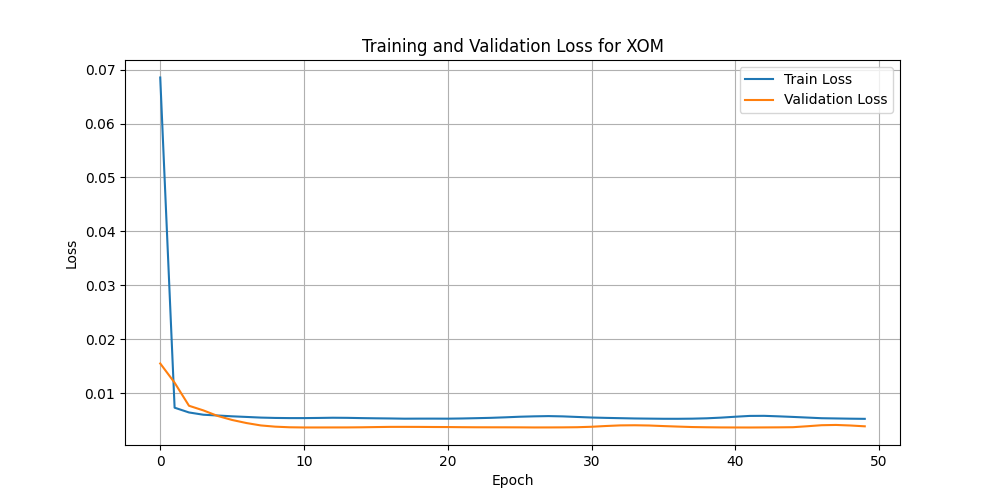 Training and Validation Loss for XOM
Train Loss
Validation Loss
0.07
0.06
0.05
0.04
0.03
0.02
0.01
Loss
0 10 20 30 40 50
Epoch